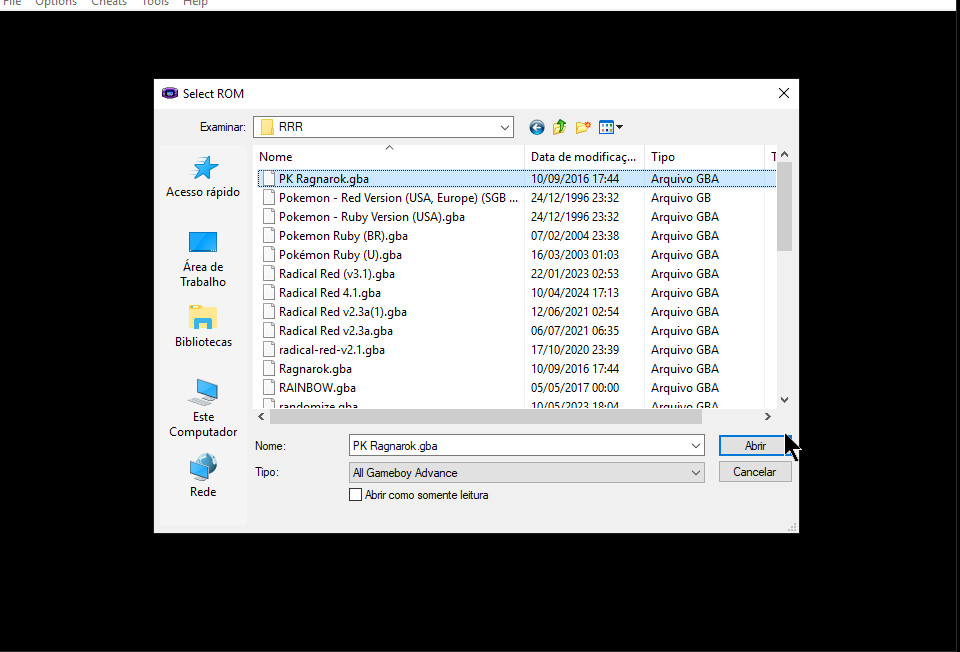 File Options Cheats Tools Help
Select ROM
Examinar: RRR
Nome Data de modificaç... Tipo T
PK Ragnarok.gba 10/09/2016 17:44 Arquivo GBA
Pokemon - Red Version (USA, Europe) (SGB ... 24/12/1996 23:32 Arquivo GB
Pokemon - Ruby Version (USA).gba 24/12/1996 23:32 Arquivo GBA
Pokemon Ruby (BR).gba 07/02/2004 23:38 Arquivo GBA
Pokémon Ruby (U).gba 16/03/2003 01:03 Arquivo GBA
Radical Red (v3.1).gba 22/01/2023 02:53 Arquivo GBA
Radical Red 4.1.gba 10/04/2024 17:13 Arquivo GBA
Radical Red v2.3a(1).gba 12/06/2021 02:54 Arquivo GBA
Radical Red v2.3a.gba 06/07/2021 06:35 Arquivo GBA
radical-red-v2.1.gba 17/10/2020 23:39 Arquivo GBA
Ragnarok.gba 10/09/2016 17:44 Arquivo GBA
RAINBOW.gba 05/05/2017 00:00 Arquivo GBA
randomize.gba 10/05/2023 18:04 Arquivo GBA
Acesso rápido
Área de
Trabalho
Bibliotecas
Este
Computador
Rede
Nome: PK Ragnarok.gba Abrir
Tipo: All Gameboy Advance Cancelar
Abrir como somente leitura